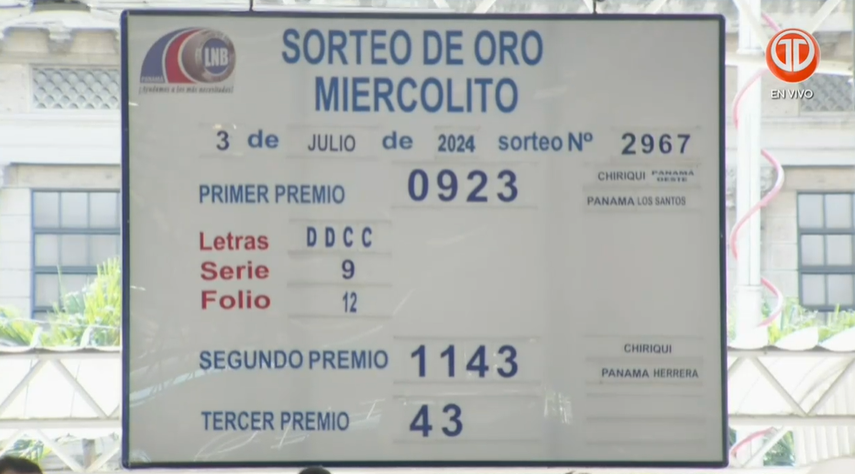 LNB
PANAMÁ
SORTEO DE ORO
MIERCOLITO
EN VIVO
3 de JULIO de 2024 sorteo Nº 2967
PRIMER PREMIO 0923 CHIRIQUI PANAMA OESTE
PANAMA LOS SANTOS
Letras DDCC
Serie 9
Folio 12
SEGUNDO PREMIO 1143 CHIRIQUI
PANAMA HERRERA
TERCER PREMIO 43